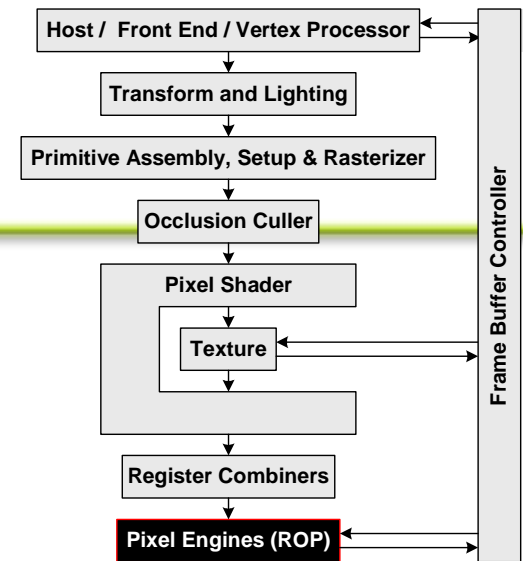 Host / Front End / Vertex Processor
Transform and Lighting
Primitive Assembly, Setup & Rasterizer
Occlusion Culler
Pixel Shader
Texture
Register Combiners
Pixel Engines (ROP)
Frame Buffer Controller